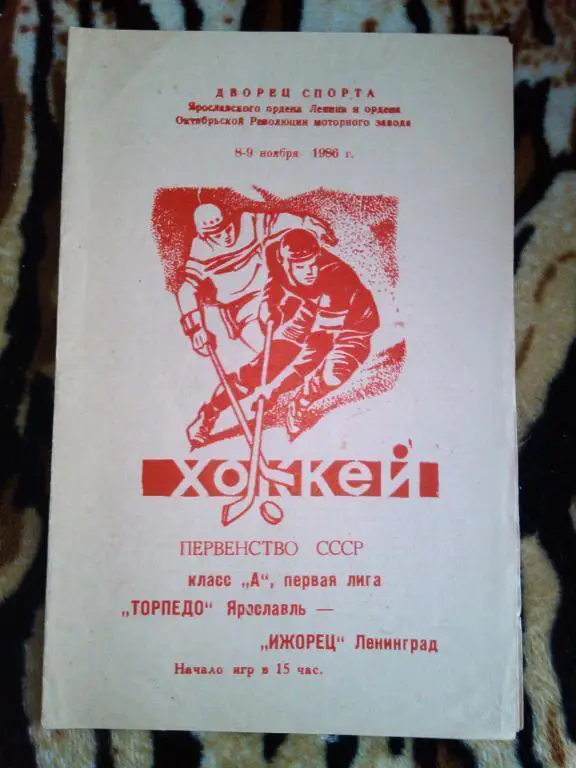 ДВОРЕЦ СПОРТА
Ярославского ордена Ленина и ордена
Октябрьской Революции моторного завода
8-9 ноября 1986 г.
ХОККЕЙ
ПЕРВЕНСТВО СССР
класс „А", первая лига
„ТОРПЕДО" Ярославль —
„ИЖОРЕЦ" Ленинград
Начало игр в 15 час.